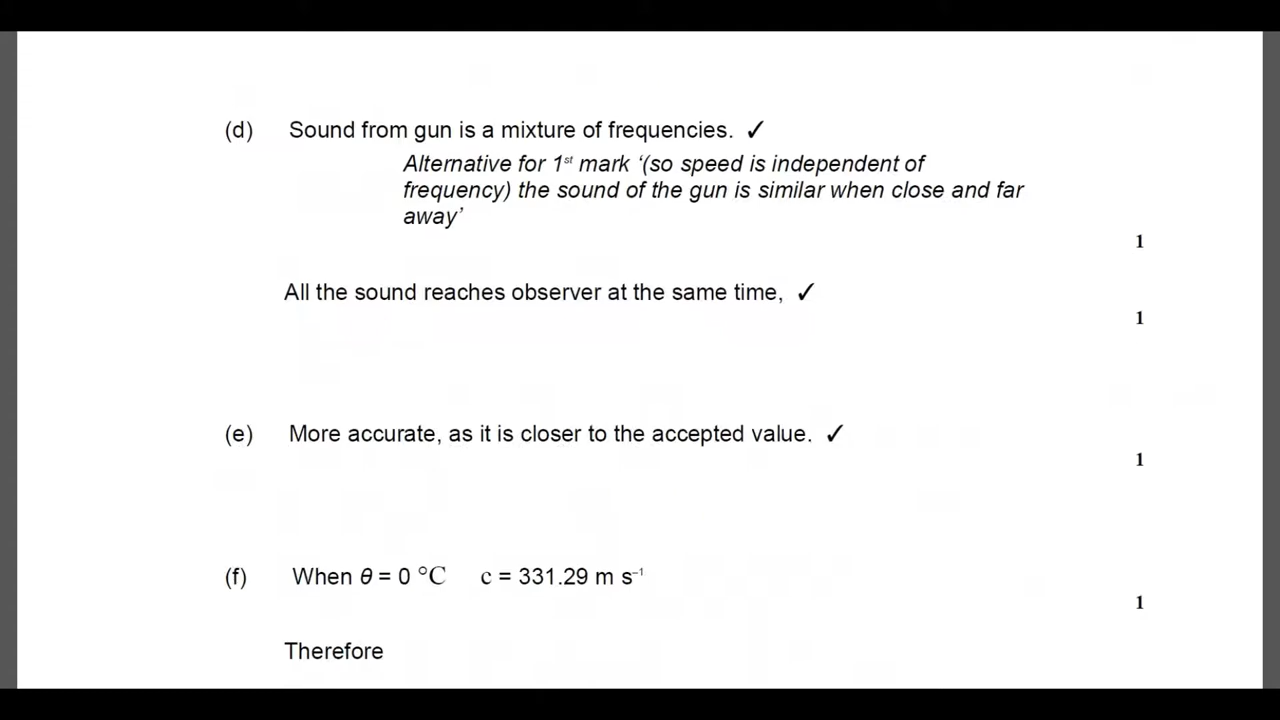 (d) Sound from gun is a mixture of frequencies. ✓
Alternative for 1st mark ‘(so speed is independent of
frequency) the sound of the gun is similar when close and far
away’
1
All the sound reaches observer at the same time, ✓
1
(e) More accurate, as it is closer to the accepted value. ✓
1
(f) When θ = 0 °C c = 331.29 m s⁻¹
1
Therefore